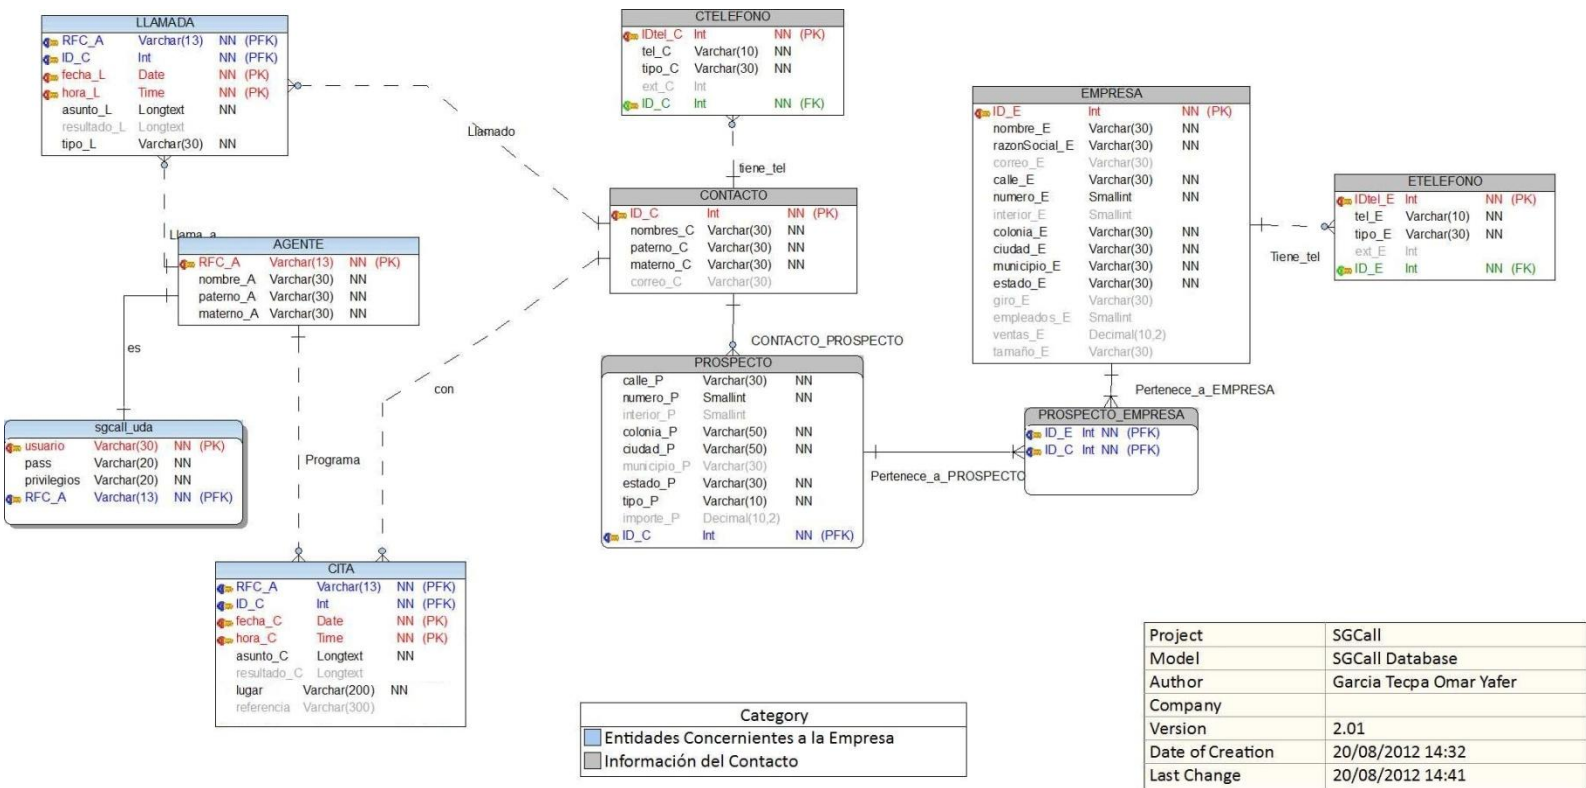 LLAMADA
RFC_A Varchar(13) NN (PFK)
ID_C Int NN (PFK)
fecha_L Date NN (PK)
hora_L Time NN (PK)
asunto_L Longtext NN
resultado_L Longtext
tipo_L Varchar(30) NN
CTELEFONO
IDtel_C Int NN (PK)
tel_C Varchar(10) NN
tipo_C Varchar(30) NN
ext_C Int
ID_C Int NN (FK)
EMPRESA
ID_E Int NN (PK)
nombre_E Varchar(30) NN
razonSocial_E Varchar(30) NN
correo_E Varchar(30)
calle_E Varchar(30) NN
numero_E Smallint NN
interior_E Smallint
colonia_E Varchar(30) NN
ciudad_E Varchar(30) NN
municipio_E Varchar(30) NN
estado_E Varchar(30) NN
giro_E Varchar(30)
empleados_E Smallint
ventas_E Decimal(10,2)
tamaño_E Varchar(30)
ETELEFONO
IDtel_E Int NN (PK)
tel_E Varchar(10) NN
tipo_E Varchar(30) NN
ext_E Int
ID_E Int NN (FK)
Llamado
tiene_tel
Tiene_tel
CONTACTO
ID_C Int NN (PK)
nombres_C Varchar(30) NN
paterno_C Varchar(30) NN
materno_C Varchar(30) NN
correo_C Varchar(30)
Llama_a
AGENTE
RFC_A Varchar(13) NN (PK)
nombre_A Varchar(30) NN
paterno_A Varchar(30) NN
materno_A Varchar(30) NN
es
con
CONTACTO_PROSPECTO
PROSPECTO
calle_P Varchar(30) NN
numero_P Smallint NN
interior_P Smallint
colonia_P Varchar(50) NN
ciudad_P Varchar(50) NN
municipio_P Varchar(30)
estado_P Varchar(30) NN
tipo_P Varchar(10) NN
importe_P Decimal(10,2)
ID_C Int NN (PFK)
Pertenece_a_EMPRESA
PROSPECTO_EMPRESA
ID_E Int NN (PFK)
ID_C Int NN (PFK)
Pertenece_a_PROSPECTO
sgcall_uda
usuario Varchar(30) NN (PK)
pass Varchar(20) NN
privilegios Varchar(20) NN
RFC_A Varchar(13) NN (PFK)
Programa
CITA
RFC_A Varchar(13) NN (PFK)
ID_C Int NN (PFK)
fecha_C Date NN (PK)
hora_C Time NN (PK)
asunto_C Longtext NN
resultado_C Longtext
lugar Varchar(200) NN
referencia Varchar(300)
Category
Entidades Concernientes a la Empresa
Información del Contacto
Project SGCall
Model SGCall Database
Author Garcia Tecpa Omar Yafer
Company
Version 2.01
Date of Creation 20/08/2012 14:32
Last Change 20/08/2012 14:41